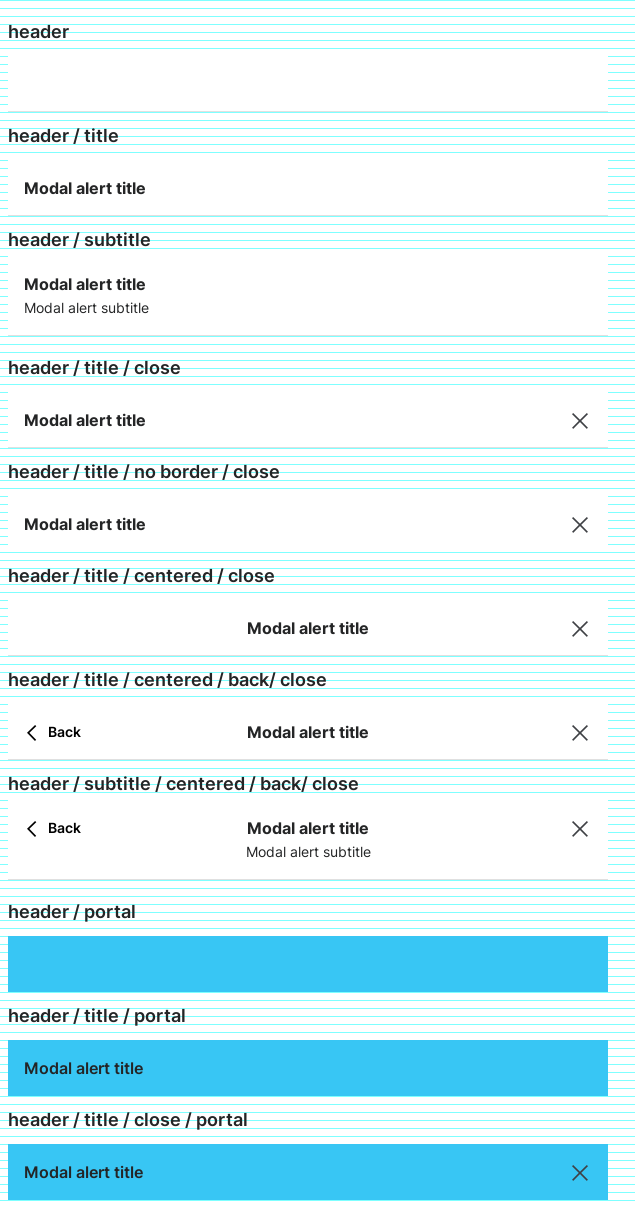 header
header / title
Modal alert title
header / subtitle
Modal alert title
Modal alert subtitle
header / title / close
Modal alert title
header / title / no border / close
Modal alert title
header / title / centered / close
Modal alert title
header / title / centered / back/ close
Back Modal alert title
header / subtitle / centered / back/ close
Back Modal alert title
Modal alert subtitle
header / portal
header / title / portal
Modal alert title
header / title / close / portal
Modal alert title